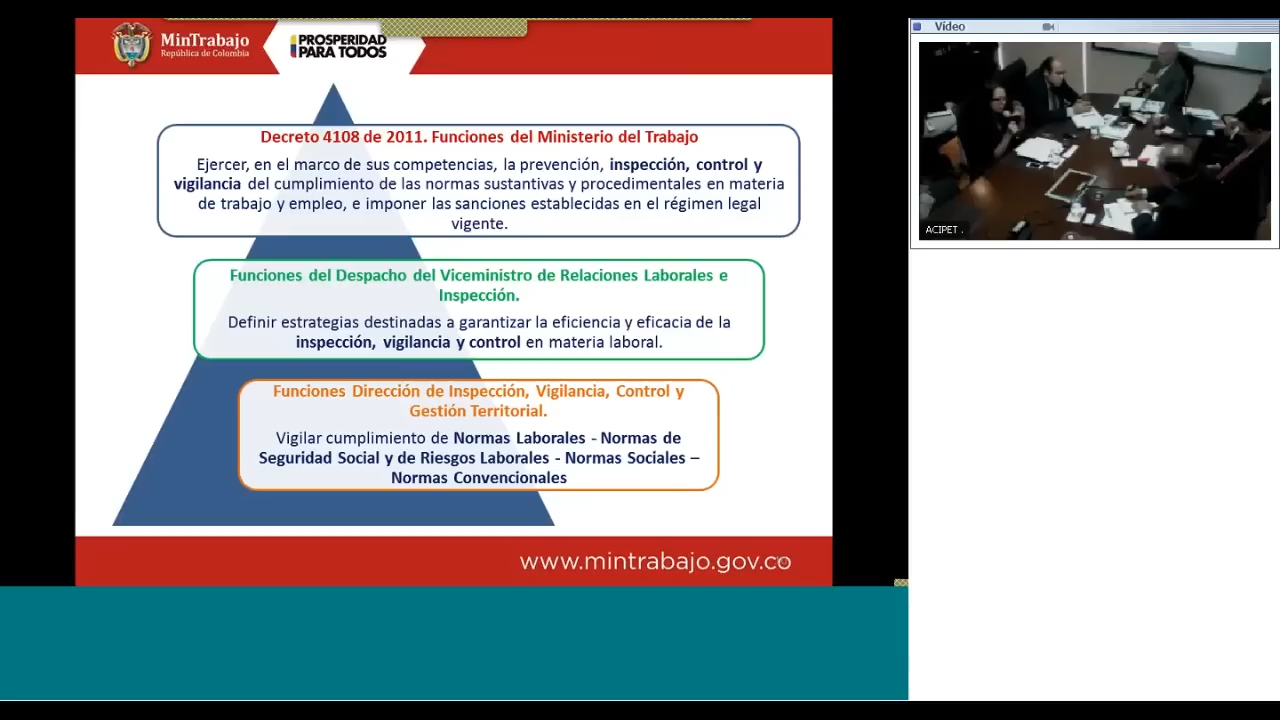 MinTrabajo
República de Colombia
PROSPERIDAD
PARA TODOS
Decreto 4108 de 2011. Funciones del Ministerio del Trabajo
Ejercer, en el marco de sus competencias, la prevención, inspección, control y
vigilancia del cumplimiento de las normas sustantivas y procedimentales en materia
de trabajo y empleo, e imponer las sanciones establecidas en el régimen legal
vigente.
Funciones del Despacho del Viceministro de Relaciones Laborales e
Inspección.
Definir estrategias destinadas a garantizar la eficiencia y eficacia de la
inspección, vigilancia y control en materia laboral.
Funciones Dirección de Inspección, Vigilancia, Control y
Gestión Territorial.
Vigilar cumplimiento de Normas Laborales - Normas de
Seguridad Social y de Riesgos Laborales - Normas Sociales –
Normas Convencionales
www.mintrabajo.gov.co
Vídeo
ACIPET .